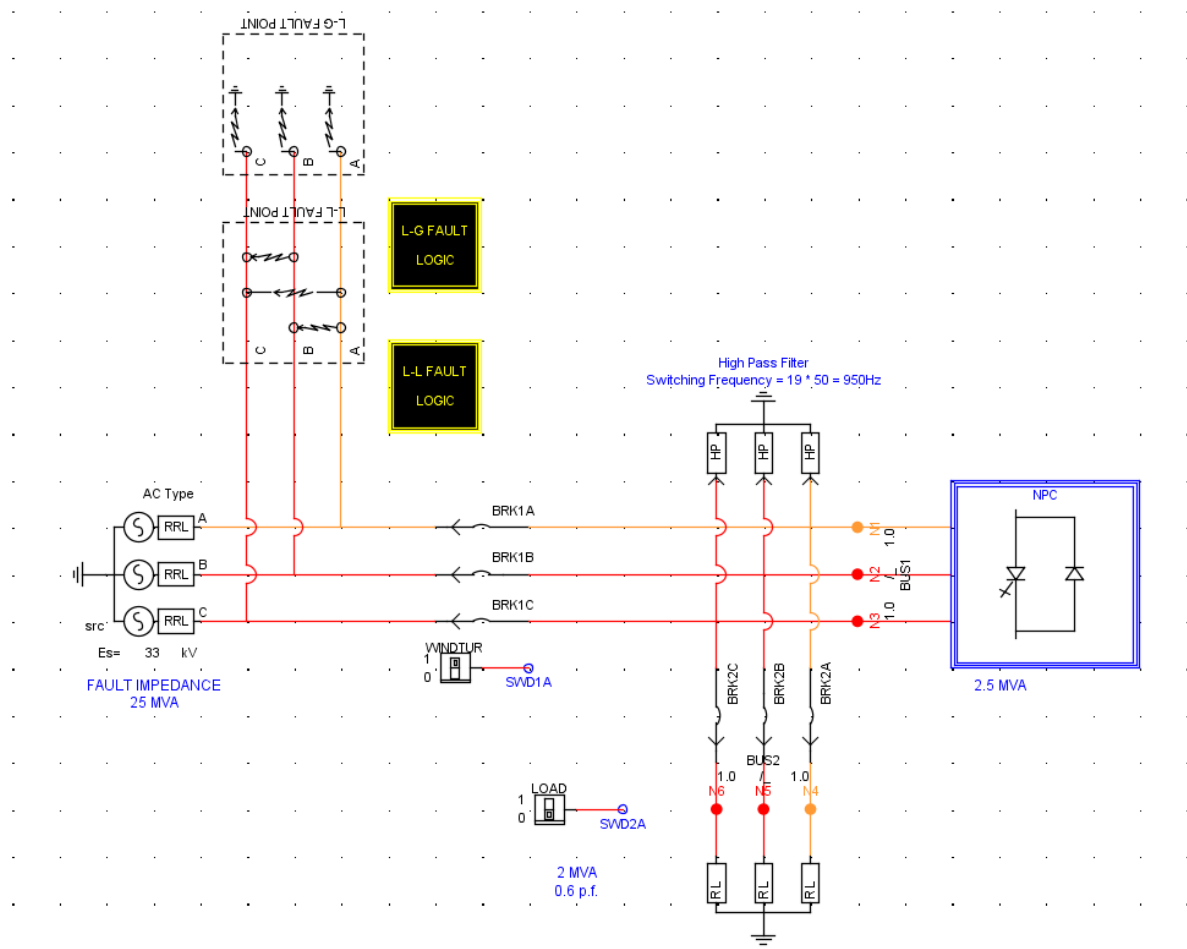 L-G FAULT POINT
C
B
A
L-L FAULT POINT
C
B
A
L-G FAULT
LOGIC
L-L FAULT
LOGIC
High Pass Filter
Switching Frequency = 19 * 50 = 950Hz
HP
HP
HP
AC Type
RRL
A
RRL
B
RRL
C
src
Es= 33 kV
FAULT IMPEDANCE
25 MVA
BRK1A
BRK1B
BRK1C
WINDTUR
1
0
SWD1A
N1
1.0
N2
/_
BUS1
N3
1.0
NPC
2.5 MVA
BRK2C
BRK2B
BRK2A
BUS2
1.0
/_
1.0
N6
N5
N4
LOAD
1
0
SWD2A
2 MVA
0.6 p.f.
RL
RL
RL